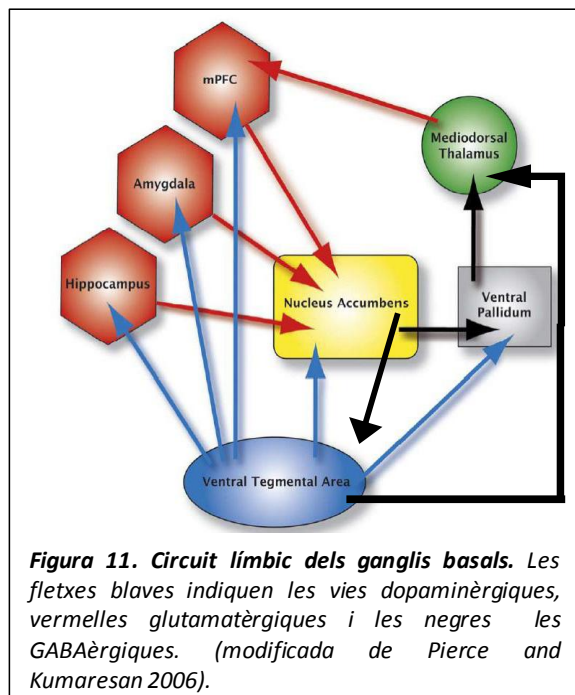 mPFC
Mediodorsal
Thalamus
Amygdala
Hippocampus
Nucleus Accumbens
Ventral
Pallidum
Ventral Tegmental Area
Figura 11. Circuit límbic dels ganglis basals. Les
fletxes blaves indiquen les vies dopaminèrgiques,
vermelles glutamatèrgiques i les negres les
GABAèrgiques. (modificada de Pierce and
Kumaresan 2006).